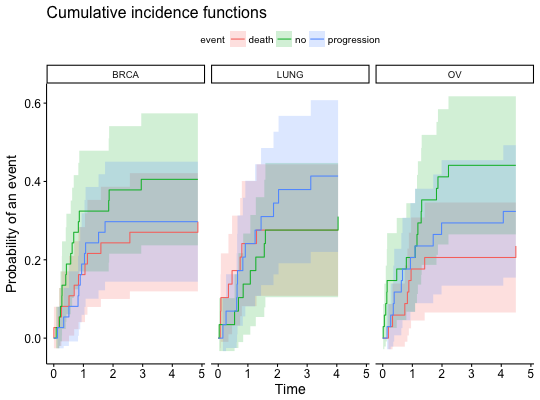 Cumulative incidence functions
event death no progression
BRCA LUNG OV
Probability of an event
0.6
0.4
0.2
0.0
0 1 2 3 4 5 0 1 2 3 4 5 0 1 2 3 4 5
Time